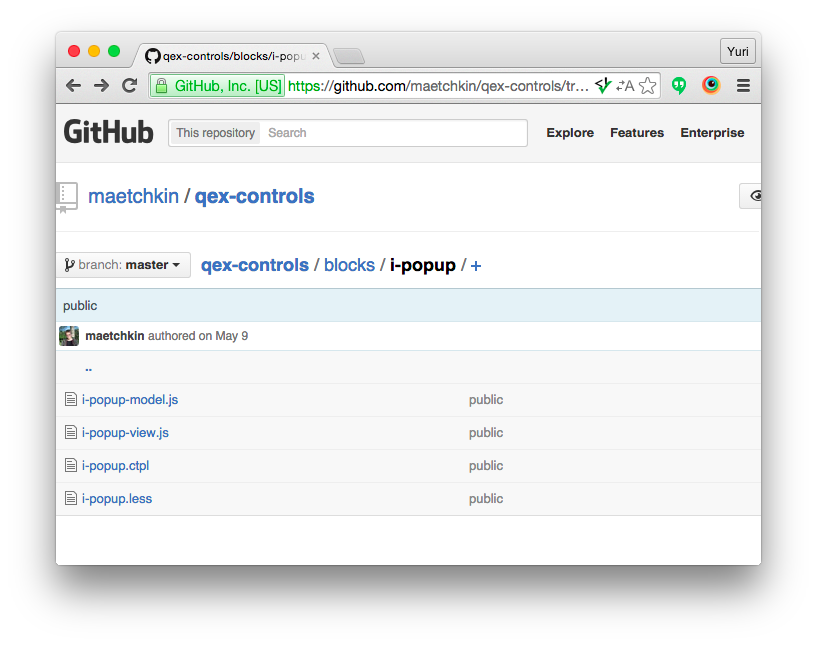 qex-controls/blocks/i-popu
Yuri
GitHub, Inc. [US] https://github.com/maetchkin/qex-controls/tr...
GitHub This repository Search Explore Features Enterprise
maetchkin / qex-controls
branch: master qex-controls / blocks / i-popup / +
public
maetchkin authored on May 9
..
i-popup-model.js public
i-popup-view.js public
i-popup.ctpl public
i-popup.less public